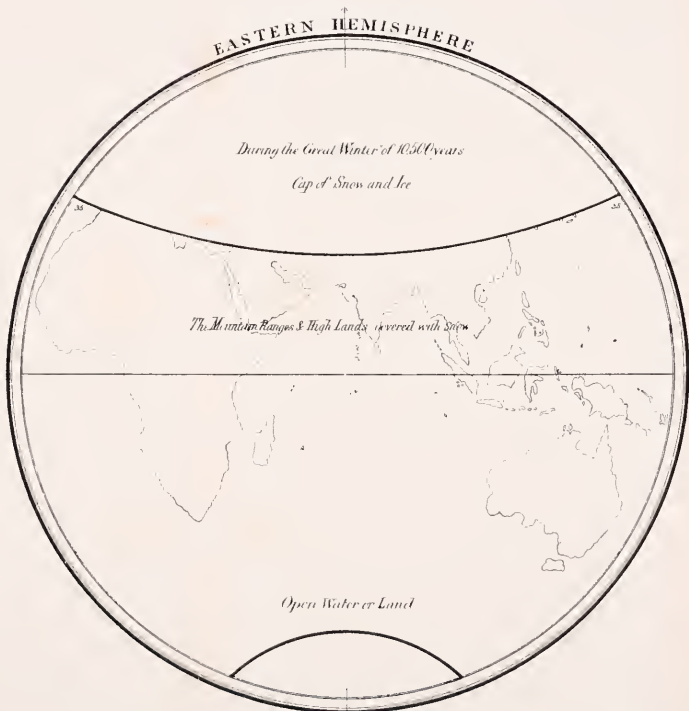 EASTERN HEMISPHERE
During the Great Winter of 10500 years
Cap of Snow and Ice
35 35
The Mountain Ranges & High Lands covered with Snow
Open Water or Land